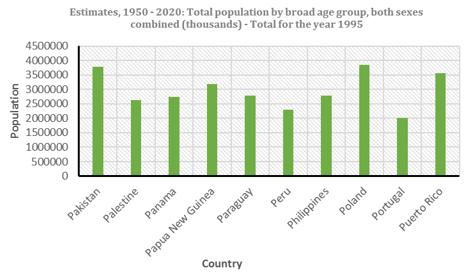 Estimates, 1950 - 2020: Total population by broad age group, both sexes
combined (thousands) - Total for the year 1995
Population
4500000
4000000
3500000
3000000
2500000
2000000
1500000
1000000
500000
0
Pakistan
Palestine
Panama
Papua New Guinea
Paraguay
Peru
Philippines
Poland
Portugal
Puerto Rico
Country